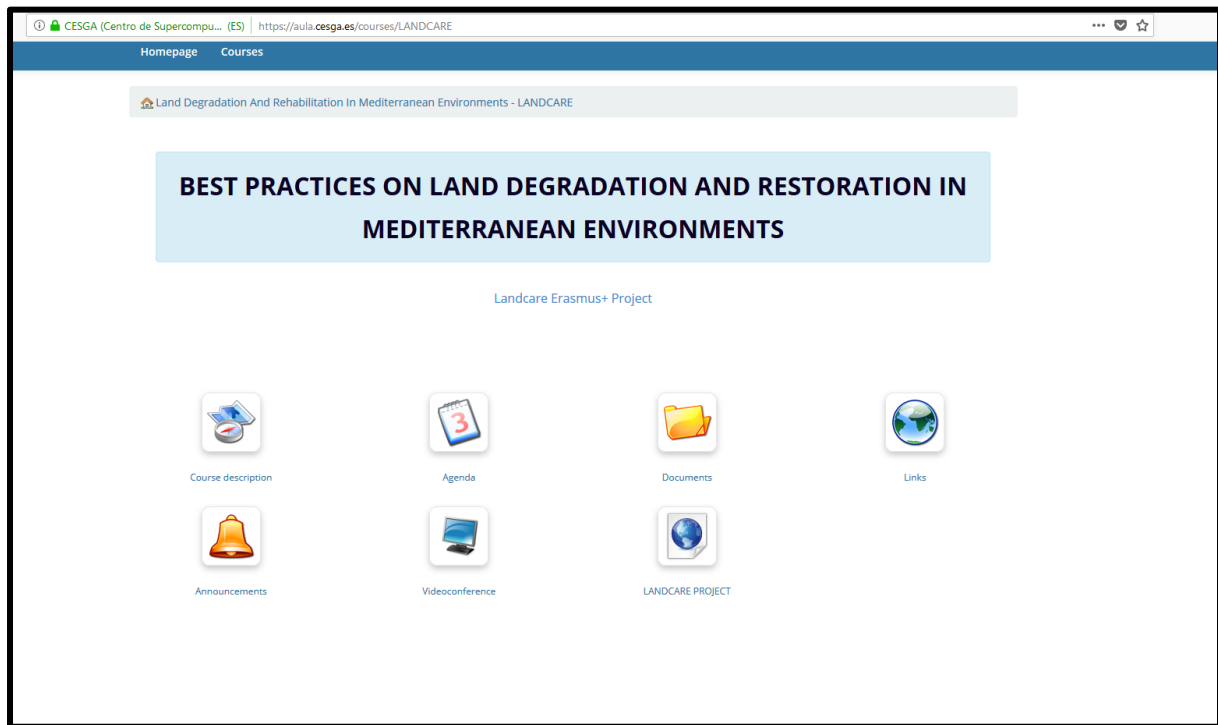 CESGA (Centro de Supercompu... (ES) https://aula.cesga.es/courses/LANDCARE
Homepage Courses
Land Degradation And Rehabilitation In Mediterranean Environments - LANDCARE
BEST PRACTICES ON LAND DEGRADATION AND RESTORATION IN
MEDITERRANEAN ENVIRONMENTS
Landcare Erasmus+ Project
3
Course description Agenda Documents Links
Announcements Videoconference LANDCARE PROJECT